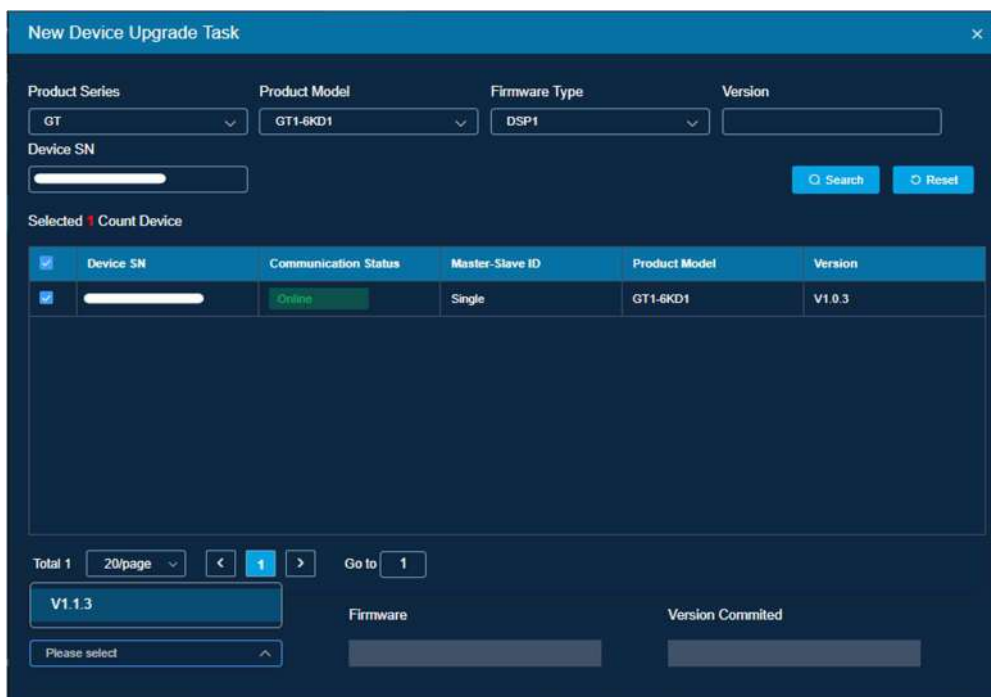 New Device Upgrade Task
Product Series Product Model Firmware Type Version
GT GT1-6KD1 DSP1
Device SN
Search Reset
Selected 1 Count Device
Device SN Communication Status Master-Slave ID Product Model Version
Online Single GT1-6KD1 V1.0.3
Total 1 20/page 1 Go to 1
V1.1.3
Firmware Version Commited
Please select